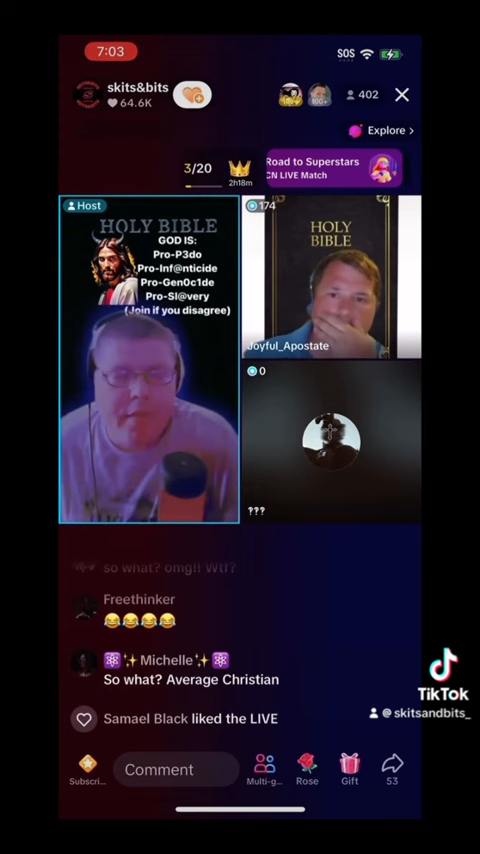 7:03
SOS
skits&bits
64.6K
100+
100+
402
Explore >
3/20
2h18m
Road to Superstars
CN LIVE Match
Host
HOLY BIBLE
GOD IS:
Pro-P3do
Pro-Inf@nticide
Pro-Gen0c1de
Pro-Sl@very
(Join if you disagree)
174
HOLY
BIBLE
Joyful_Apostate
0
???
so what? omg!! Wtf?
Freethinker
😂😂😂😂
⚛️✨Michelle✨⚛️
So what? Average Christian
Samael Black liked the LIVE
TikTok
@skitsandbits_
Subscri...
Comment
Multi-g...
Rose
Gift
53